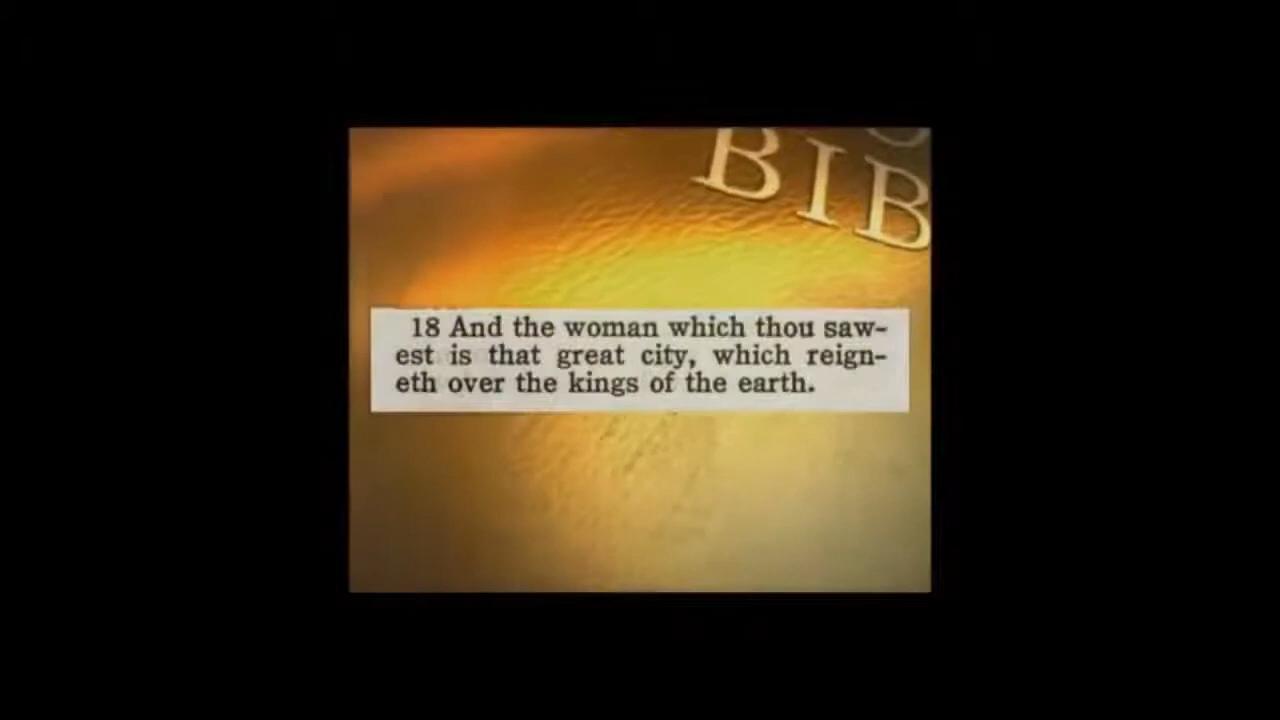 BIB
18 And the woman which thou saw-
est is that great city, which reign-
eth over the kings of the earth.